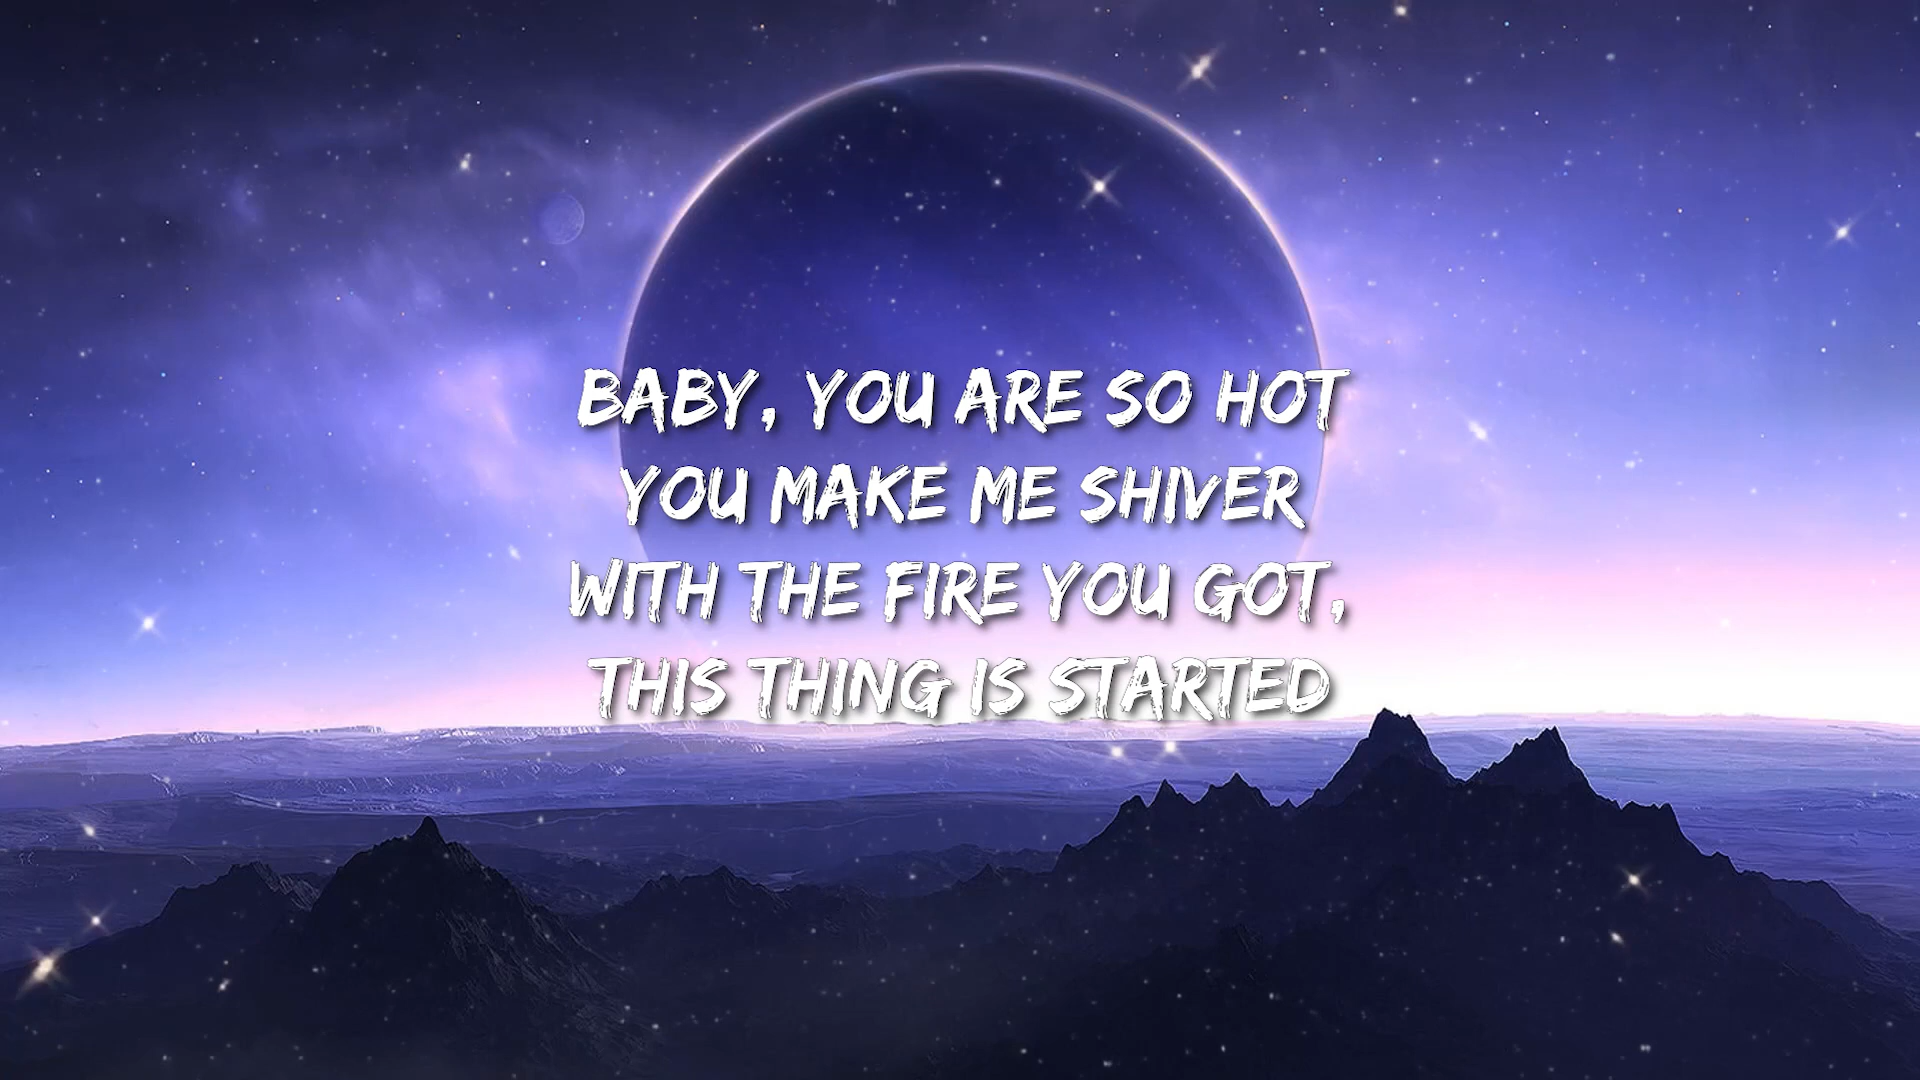 BABY, YOU ARE SO HOT
YOU MAKE ME SHIVER
WITH THE FIRE YOU GOT,
THIS THING IS STARTED